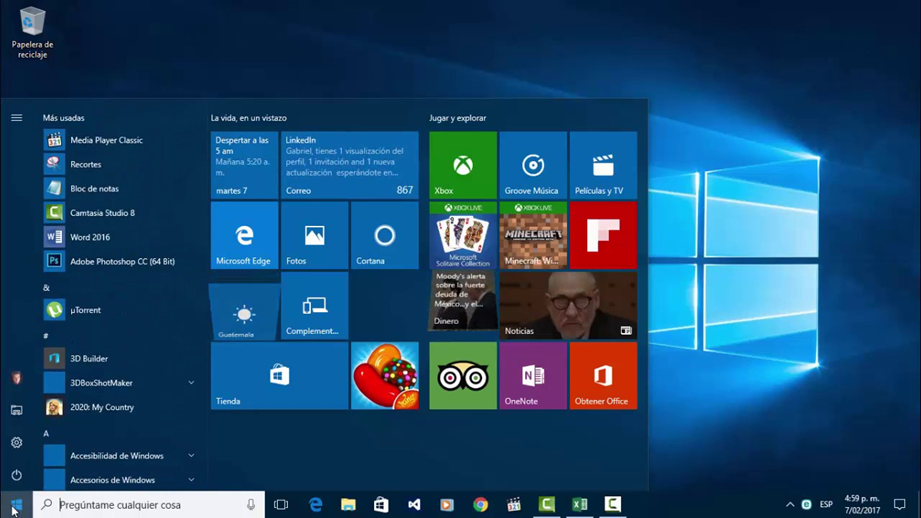 Papelera de
reciclaje
Más usadas
Media Player Classic
Recortes
Bloc de notas
Camtasia Studio 8
Word 2016
Adobe Photoshop CC (64 Bit)
&
µTorrent
#
3D Builder
3DBoxShotMaker
2020: My Country
A
Accesibilidad de Windows
Accesorios de Windows
La vida, en un vistazo
Despertar a las
5 am
Mañana 5:20 a.
m.
martes 7
LinkedIn
Gabriel, tienes 1 visualización del
perfil, 1 invitación and 1 nueva
actualización esperándote en...
Correo 867
Microsoft Edge
Fotos
Cortana
Guatemala
Complement...
Tienda
King
Jugar y explorar
Xbox
Groove Música
Películas y TV
XBOX LIVE
Microsoft
Solitaire Collection
XBOX LIVE
MINECRAFT
Minecraft: Wi...
Moody's alerta
sobre la fuerte
deuda de
México...y el...
Dinero
Noticias
OneNote
Obtener Office
Pregúntame cualquier cosa
ESP
4:59 p. m.
7/02/2017